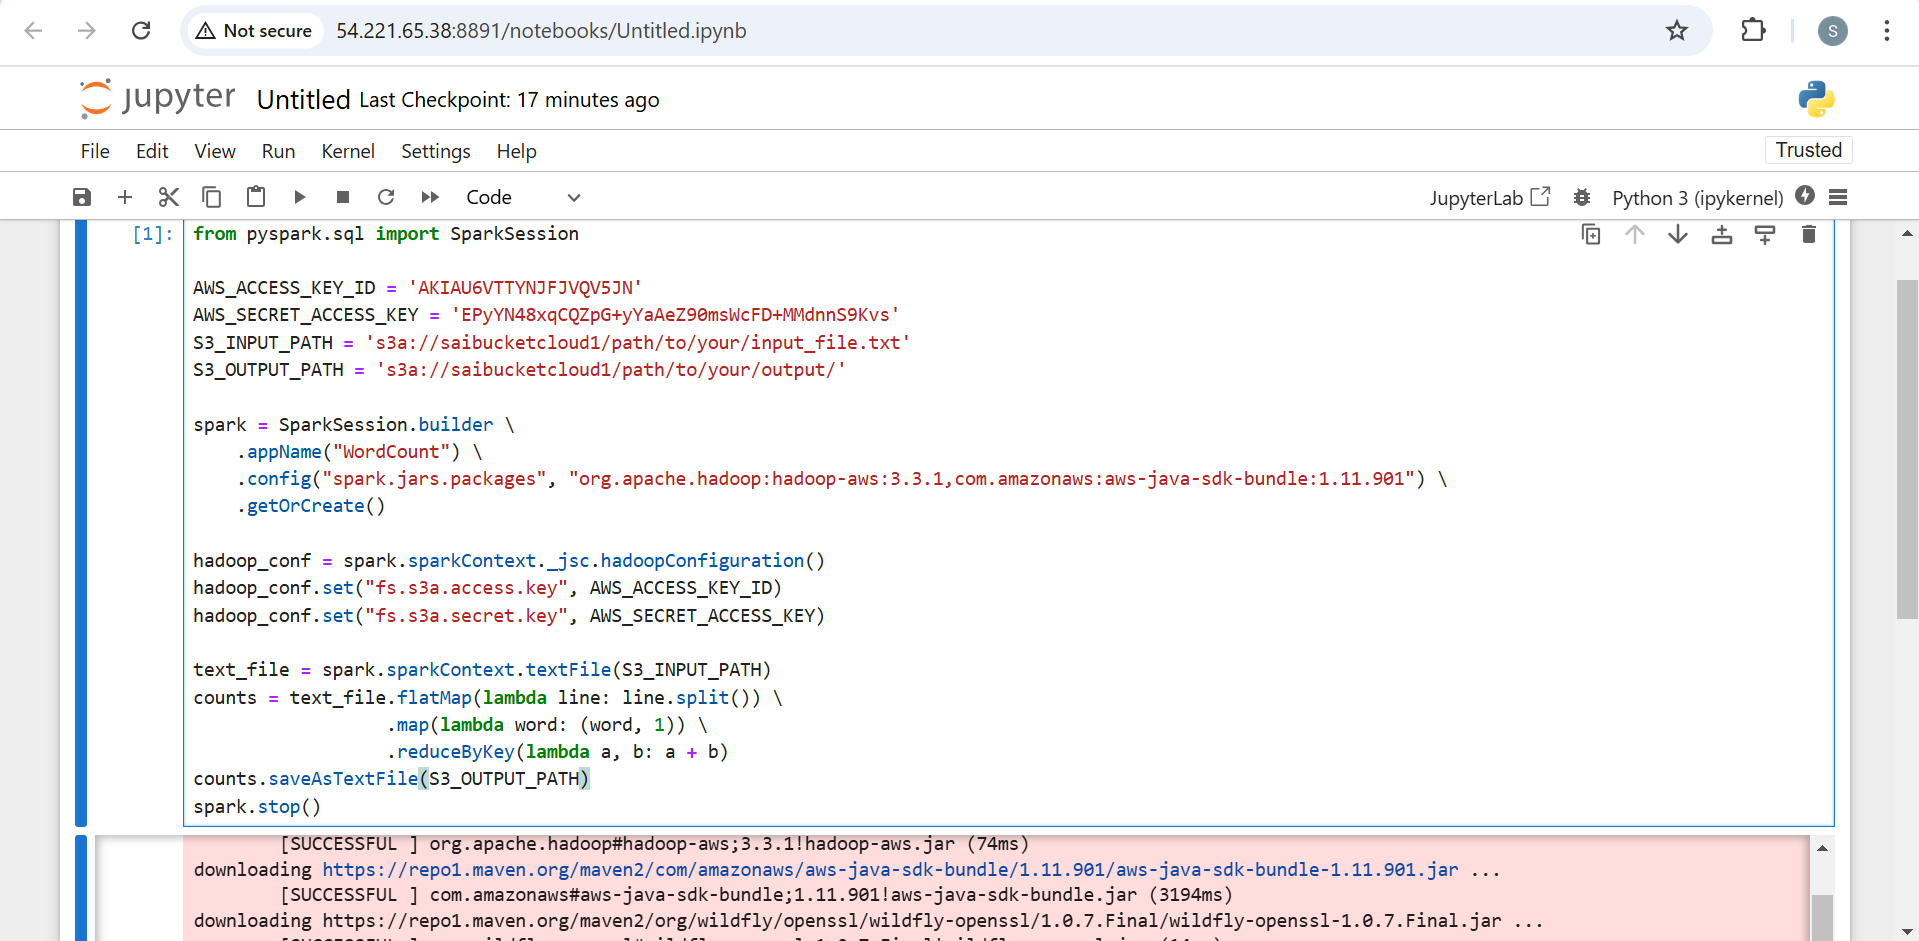 Not secure 54.221.65.38:8891/notebooks/Untitled.ipynb S
jupyter Untitled Last Checkpoint: 17 minutes ago
File Edit View Run Kernel Settings Help Trusted
Code JupyterLab Python 3 (ipykernel)
[1]: from pyspark.sql import SparkSession
AWS_ACCESS_KEY_ID = 'AKIAU6VTTYNJFJVQV5JN'
AWS_SECRET_ACCESS_KEY = 'EPyYN48xqCQZpG+yYaAeZ90msWcFD+MMdnnS9Kvs'
S3_INPUT_PATH = 's3a://saibucketcloud1/path/to/your/input_file.txt'
S3_OUTPUT_PATH = 's3a://saibucketcloud1/path/to/your/output/'
spark = SparkSession.builder \
    .appName("WordCount") \
    .config("spark.jars.packages", "org.apache.hadoop:hadoop-aws:3.3.1,com.amazonaws:aws-java-sdk-bundle:1.11.901") \
    .getOrCreate()
hadoop_conf = spark.sparkContext._jsc.hadoopConfiguration()
hadoop_conf.set("fs.s3a.access.key", AWS_ACCESS_KEY_ID)
hadoop_conf.set("fs.s3a.secret.key", AWS_SECRET_ACCESS_KEY)
text_file = spark.sparkContext.textFile(S3_INPUT_PATH)
counts = text_file.flatMap(lambda line: line.split()) \
                  .map(lambda word: (word, 1)) \
                  .reduceByKey(lambda a, b: a + b)
counts.saveAsTextFile(S3_OUTPUT_PATH)
spark.stop()
[SUCCESSFUL ] org.apache.hadoop#hadoop-aws;3.3.1!hadoop-aws.jar (74ms)
downloading https://repo1.maven.org/maven2/com/amazonaws/aws-java-sdk-bundle/1.11.901/aws-java-sdk-bundle-1.11.901.jar ...
[SUCCESSFUL ] com.amazonaws#aws-java-sdk-bundle;1.11.901!aws-java-sdk-bundle.jar (3194ms)
downloading https://repo1.maven.org/maven2/org/wildfly/openssl/wildfly-openssl/1.0.7.Final/wildfly-openssl-1.0.7.Final.jar ...